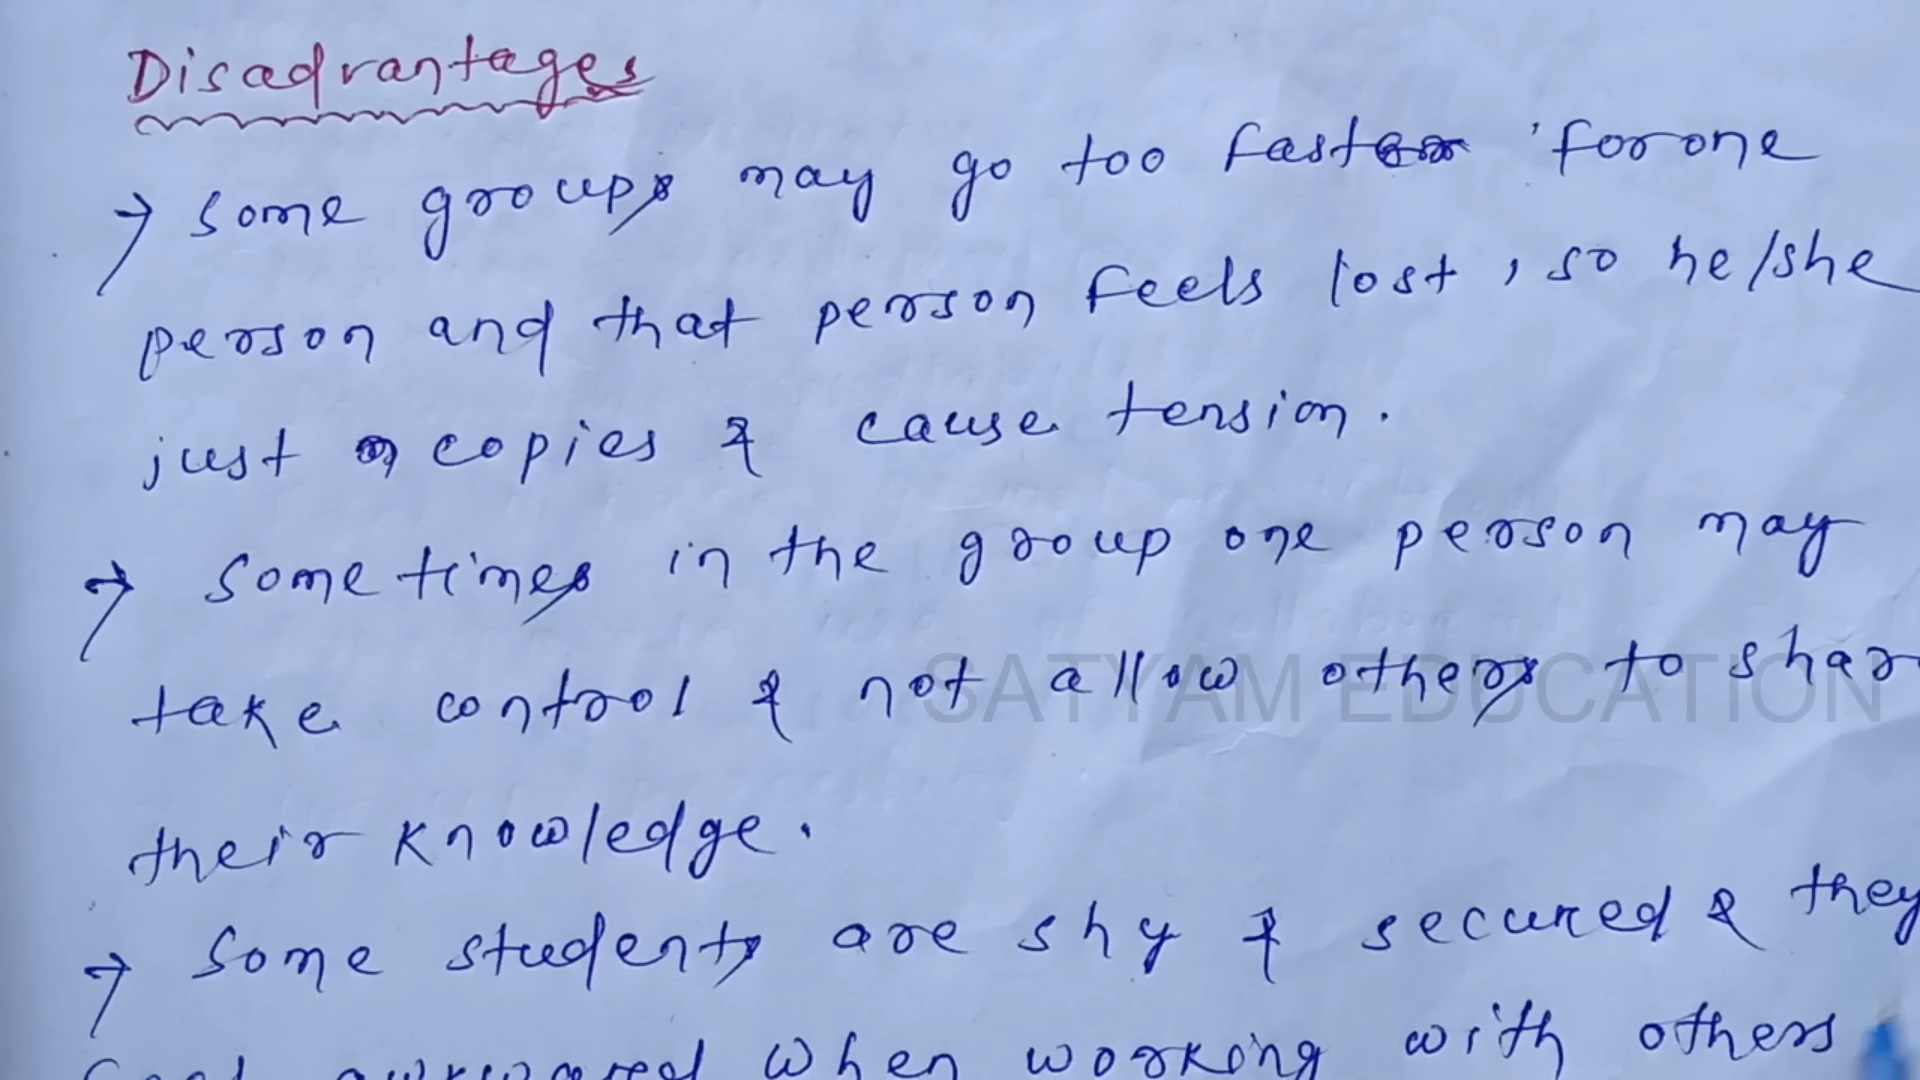 Disadvantages
→ some groups may go too fast for one
person and that person feels lost, so he/she
just copies & cause tension.
→ sometimes in the group one person may
take control & not allow others to shar
SATYAM EDUCATION
their knowledge.
→ Some students are shy & secured & they
when working with others